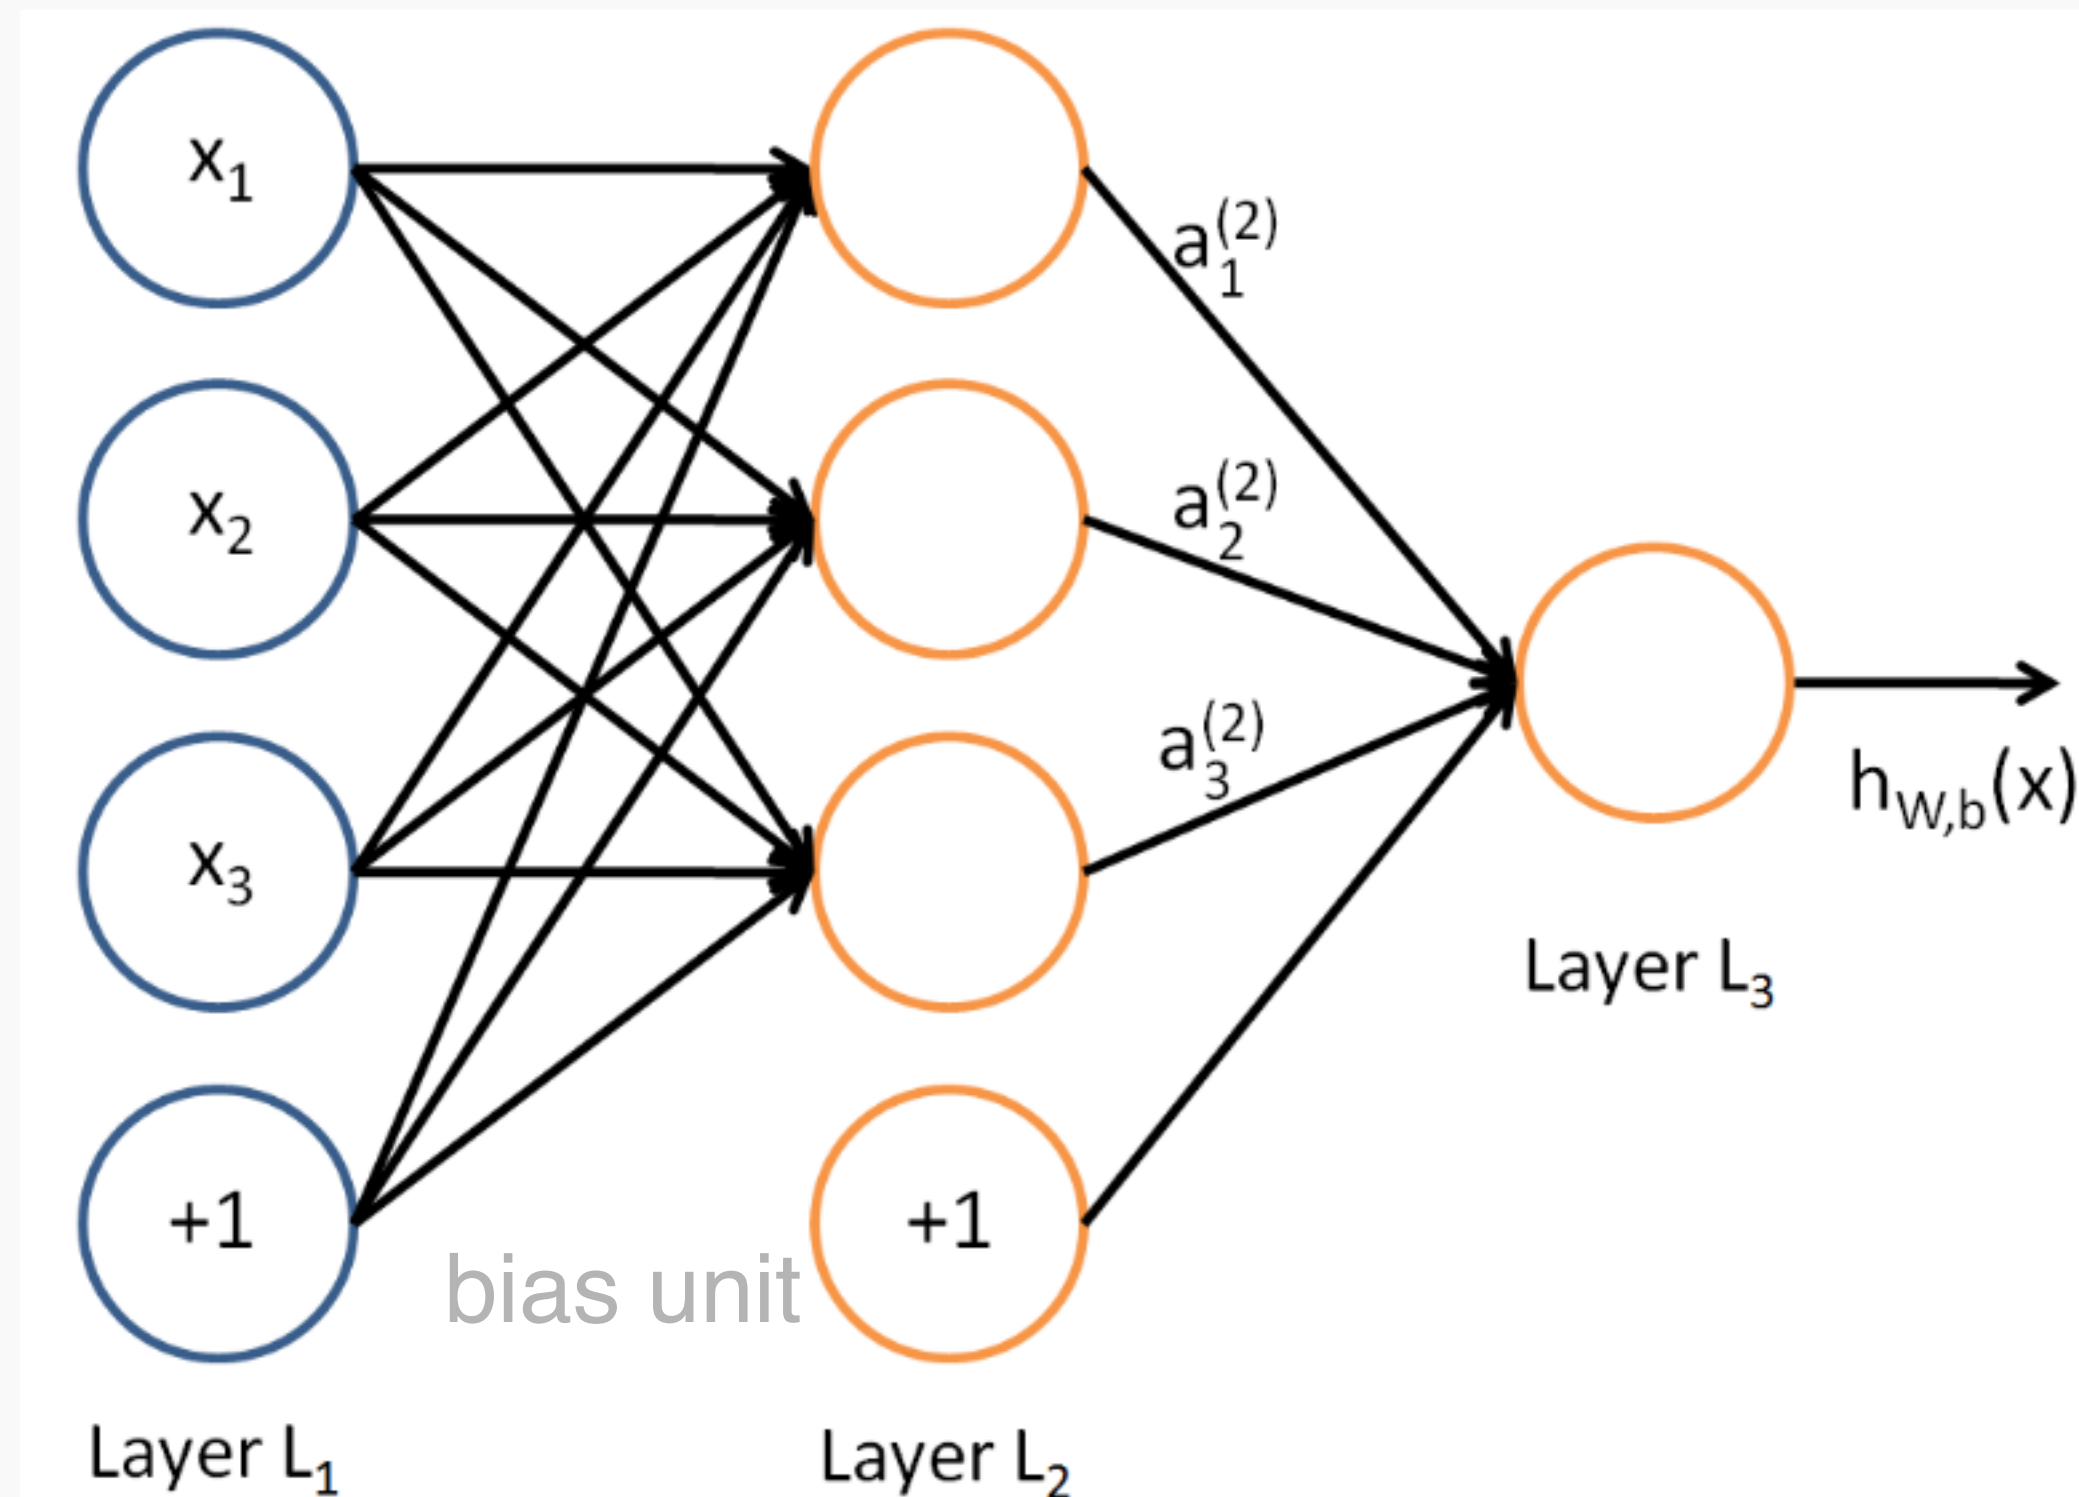 x₁
x₂
x₃
+1
Layer L₁
bias unit
+1
Layer L₂
a₁⁽²⁾
a₂⁽²⁾
a₃⁽²⁾
Layer L₃
h_W,b(x)